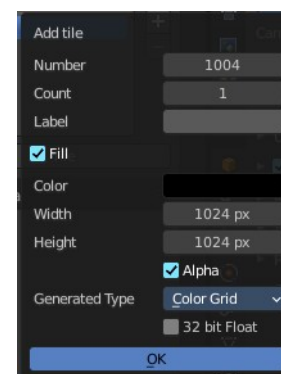 Add tile
Number 1004
Count 1
Label
Fill
Color
Width 1024 px
Height 1024 px
Alpha
Generated Type Color Grid
32 bit Float
OK